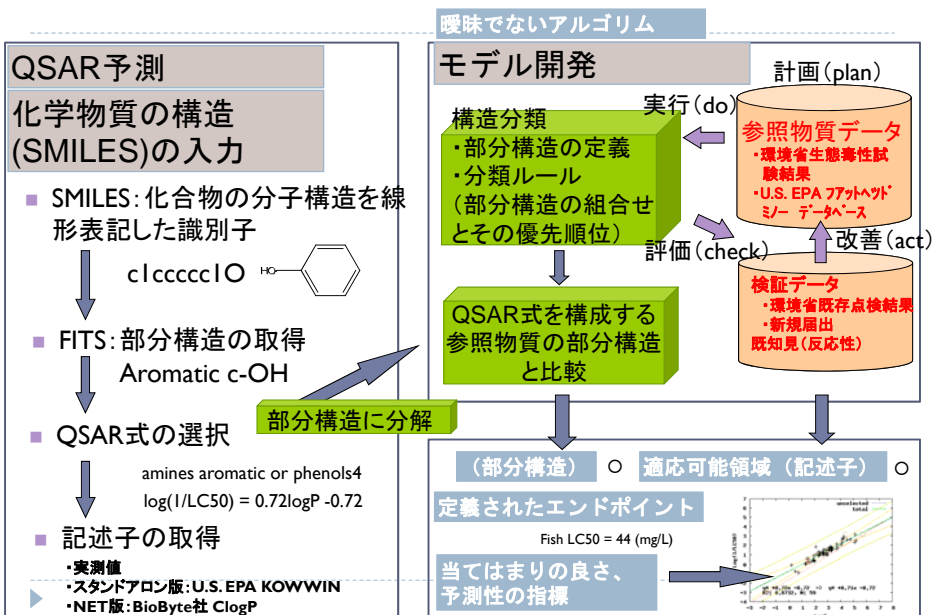 曖昧でないアルゴリム
QSAR予測
化学物質の構造
(SMILES)の入力
SMILES:化合物の分子構造を線
形表記した識別子
c1ccccc1O
HO
FITS:部分構造の取得
Aromatic c-OH
部分構造に分解
QSAR式の選択
amines aromatic or phenols4
log(1/LC50) = 0.72logP -0.72
記述子の取得
・実測値
・スタンドアロン版:U.S. EPA KOWWIN
・NET版:BioByte社 ClogP
モデル開発
計画(plan)
実行(do)
構造分類
・部分構造の定義
・分類ルール
(部分構造の組合せ
とその優先順位)
参照物質データ
・環境省生態毒性試
験結果
・U.S. EPA ファットヘッド
ミノー データベース
評価(check)
改善(act)
検証データ
・環境省既存点検結果
・新規届出
既知見(反応性)
QSAR式を構成する
参照物質の部分構造
と比較
(部分構造) ○ 適応可能領域(記述子) ○
定義されたエンドポイント
Fish LC50 = 44 (mg/L)
当てはまりの良さ、
予測性の指標
unselected
total